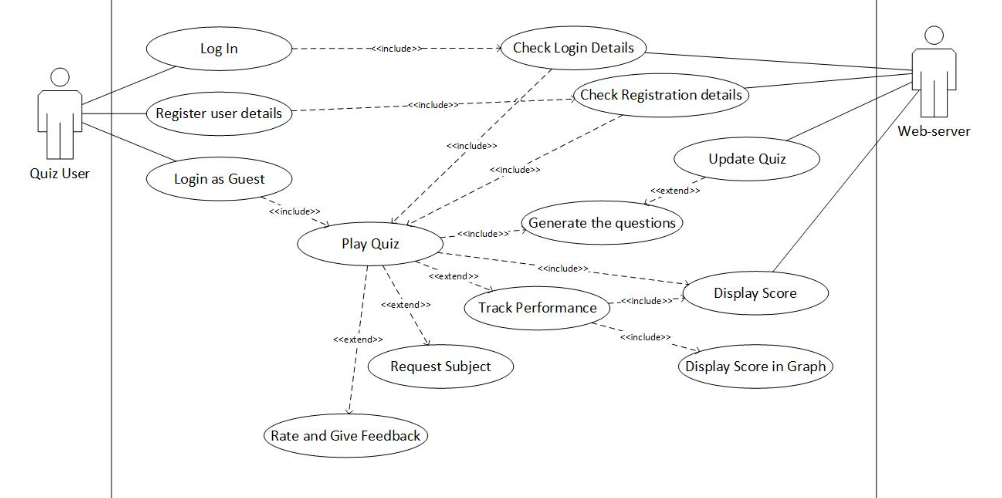 Log In
<<include>>
Check Login Details
Quiz User
Web-server
Register user details
<<include>>
Check Registration details
<<include>>
Login as Guest
<<include>>
Update Quiz
<<extend>>
<<include>>
Generate the questions
Play Quiz
<<include>>
<<include>>
<<extend>>
Track Performance
<<include>>
Display Score
<<extend>>
<<include>>
<<extend>>
Request Subject
Display Score in Graph
Rate and Give Feedback